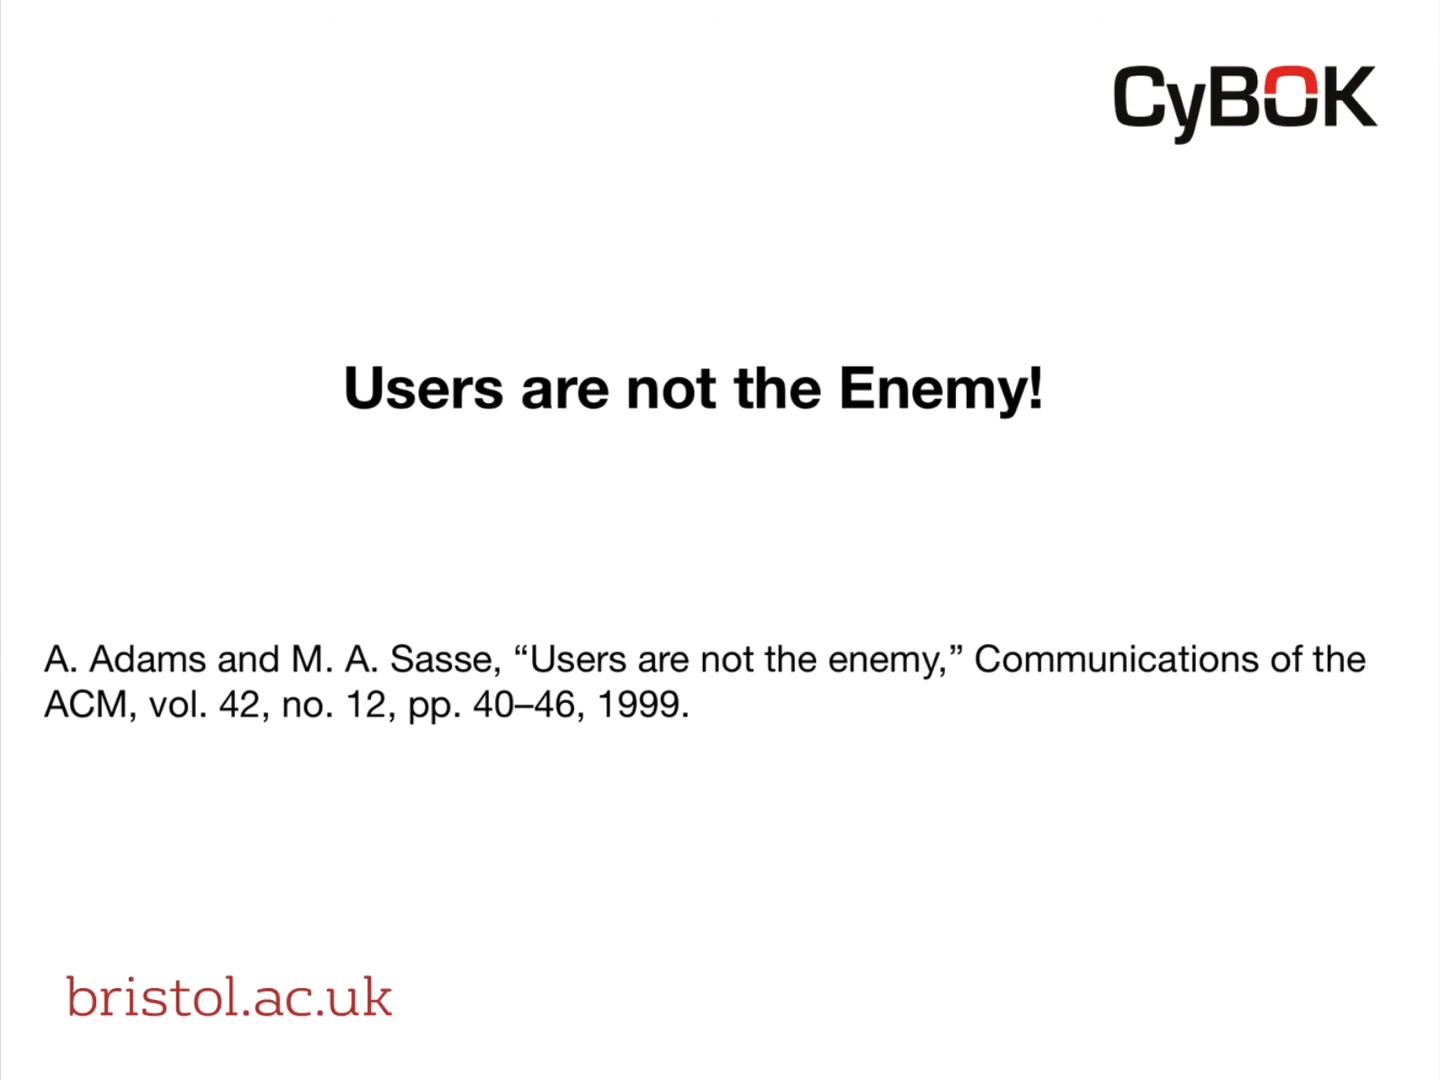 CyBOK
Users are not the Enemy!
A. Adams and M. A. Sasse, “Users are not the enemy,” Communications of the
ACM, vol. 42, no. 12, pp. 40–46, 1999.
bristol.ac.uk